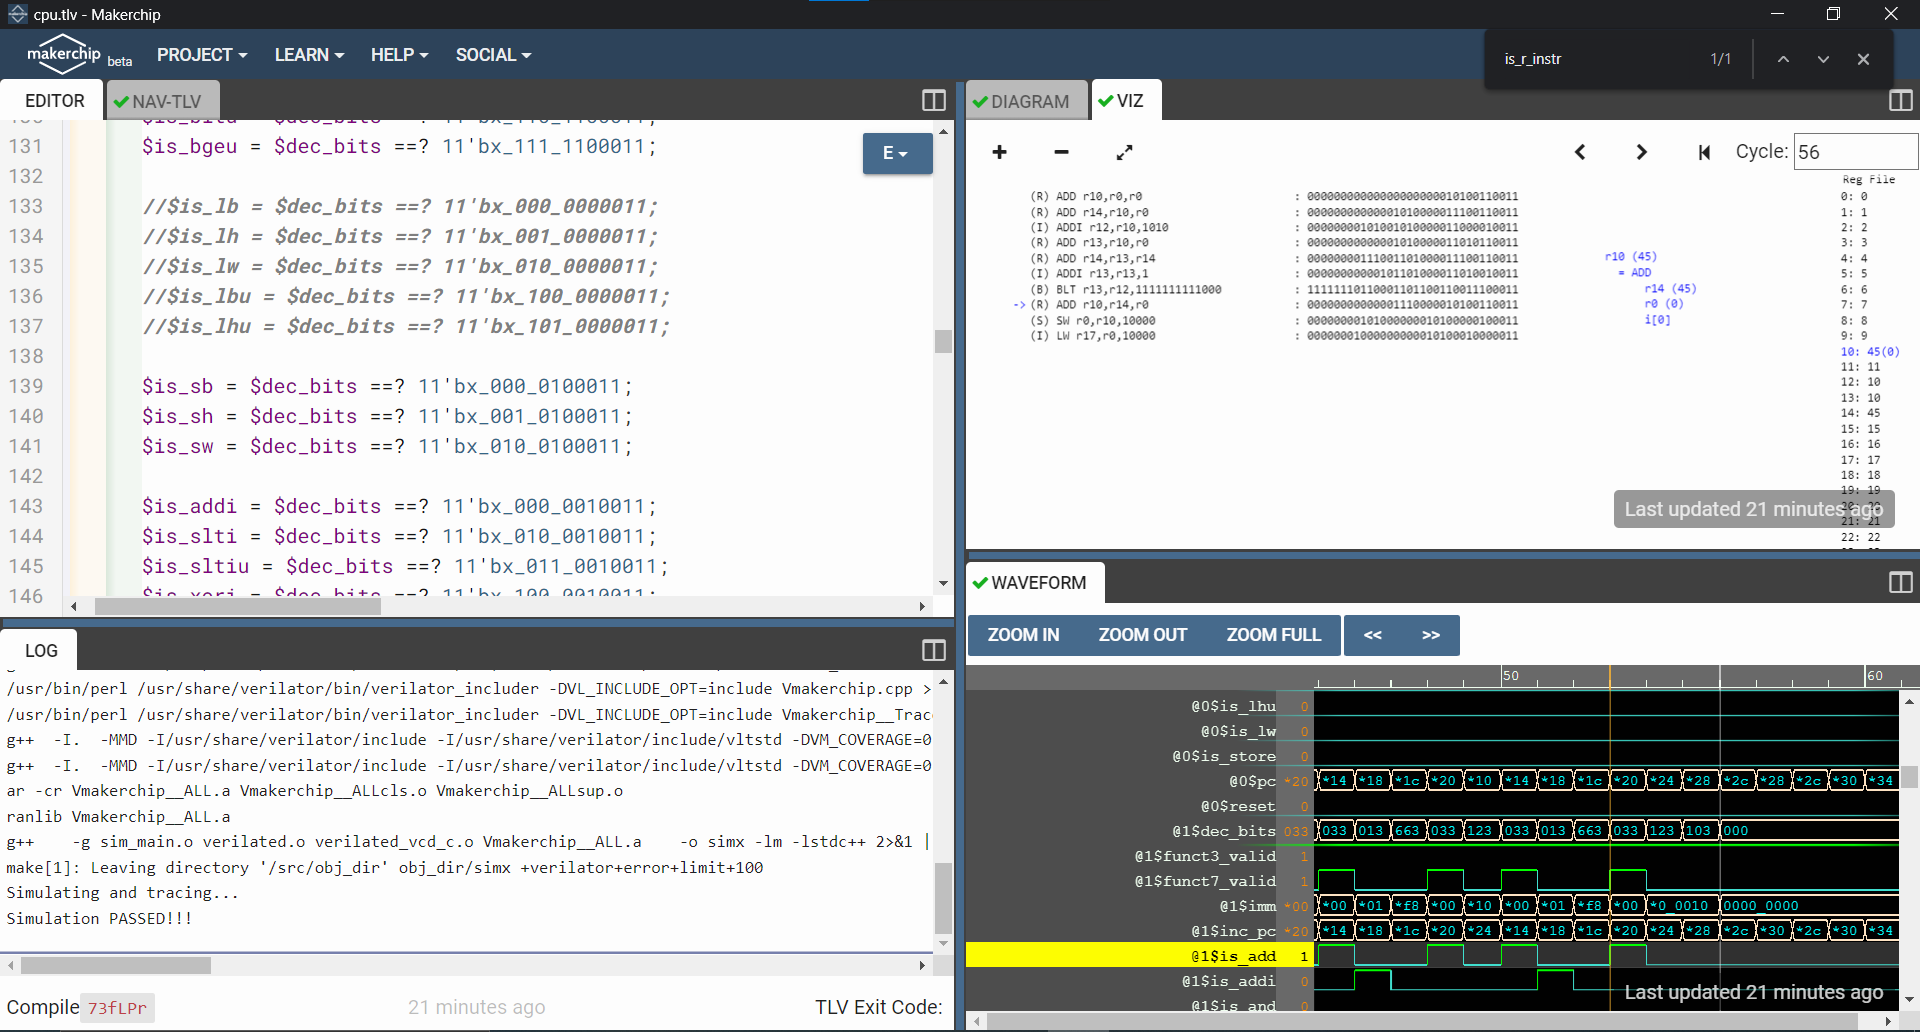 cpu.tlv - Makerchip
makerchip beta
PROJECT
LEARN
HELP
SOCIAL
is_r_instr
1/1
EDITOR
NAV-TLV
E
131 $is_bgeu = $dec_bits ==? 11'bx_111_1100011;
132
133 //$is_lb = $dec_bits ==? 11'bx_000_0000011;
134 //$is_lh = $dec_bits ==? 11'bx_001_0000011;
135 //$is_lw = $dec_bits ==? 11'bx_010_0000011;
136 //$is_lbu = $dec_bits ==? 11'bx_100_0000011;
137 //$is_lhu = $dec_bits ==? 11'bx_101_0000011;
138
139 $is_sb = $dec_bits ==? 11'bx_000_0100011;
140 $is_sh = $dec_bits ==? 11'bx_001_0100011;
141 $is_sw = $dec_bits ==? 11'bx_010_0100011;
142
143 $is_addi = $dec_bits ==? 11'bx_000_0010011;
144 $is_slti = $dec_bits ==? 11'bx_010_0010011;
145 $is_sltiu = $dec_bits ==? 11'bx_011_0010011;
146
LOG
/usr/bin/perl /usr/share/verilator/bin/verilator_includer -DVL_INCLUDE_OPT=include Vmakerchip.cpp >
/usr/bin/perl /usr/share/verilator/bin/verilator_includer -DVL_INCLUDE_OPT=include Vmakerchip__Trac
g++ -I. -MMD -I/usr/share/verilator/include -I/usr/share/verilator/include/vltstd -DVM_COVERAGE=0
g++ -I. -MMD -I/usr/share/verilator/include -I/usr/share/verilator/include/vltstd -DVM_COVERAGE=0
ar -cr Vmakerchip__ALL.a Vmakerchip__ALLcls.o Vmakerchip__ALLsup.o
ranlib Vmakerchip__ALL.a
g++ -g sim_main.o verilated.o verilated_vcd_c.o Vmakerchip__ALL.a -o simx -lm -lstdc++ 2>&1 |
make[1]: Leaving directory '/src/obj_dir' obj_dir/simx +verilator+error+limit+100
Simulating and tracing...
Simulation PASSED!!!
Compile 73fLPr
21 minutes ago
TLV Exit Code:
DIAGRAM
VIZ
Cycle: 56
(R) ADD r10,r0,r0
(R) ADD r14,r10,r0
(I) ADDI r12,r10,1010
(R) ADD r13,r10,r0
(R) ADD r14,r13,r14
(I) ADDI r13,r13,1
(B) BLT r13,r12,1111111111000
-> (R) ADD r10,r14,r0
(S) SW r0,r10,10000
(I) LW r17,r0,10000
: 00000000000000000000010100110011
: 00000000000001010000011100110011
: 00000000101001010000011000010011
: 00000000000001010000011010110011
: 00000000111001101000011100110011
: 00000000000101101000011010010011
: 11111110110001101100110011100011
: 00000000000001110000010100110011
: 00000000101000000010100000100011
: 00000001000000000010100010000011
r10 (45)
= ADD
r14 (45)
r0 (0)
i[0]
Reg File
0: 0
1: 1
2: 2
3: 3
4: 4
5: 5
6: 6
7: 7
8: 8
9: 9
10: 45(0)
11: 11
12: 10
13: 10
14: 45
15: 15
16: 16
17: 17
18: 18
19: 19
21: 21
22: 22
Last updated 21 minutes ago
WAVEFORM
ZOOM IN
ZOOM OUT
ZOOM FULL
<<
>>
50
60
@0$is_lhu 0
@0$is_lw 0
@0$is_store 0
@0$pc *20 *14 *18 *1c *20 *10 *14 *18 *1c *20 *24 *28 *2c *28 *2c *30 *34
@0$reset 0
@1$dec_bits 033 033 013 663 033 123 033 013 663 033 123 103 000
@1$funct3_valid 1
@1$funct7_valid 1
@1$imm *00 *00 *01 *f8 *00 *10 *00 *01 *f8 *00 *0_0010 0000_0000
@1$inc_pc *20 *14 *18 *1c *20 *24 *14 *18 *1c *20 *24 *28 *2c *30 *2c *30 *34
@1$is_add 1
@1$is_addi 0
@1$is_and 0
Last updated 21 minutes ago